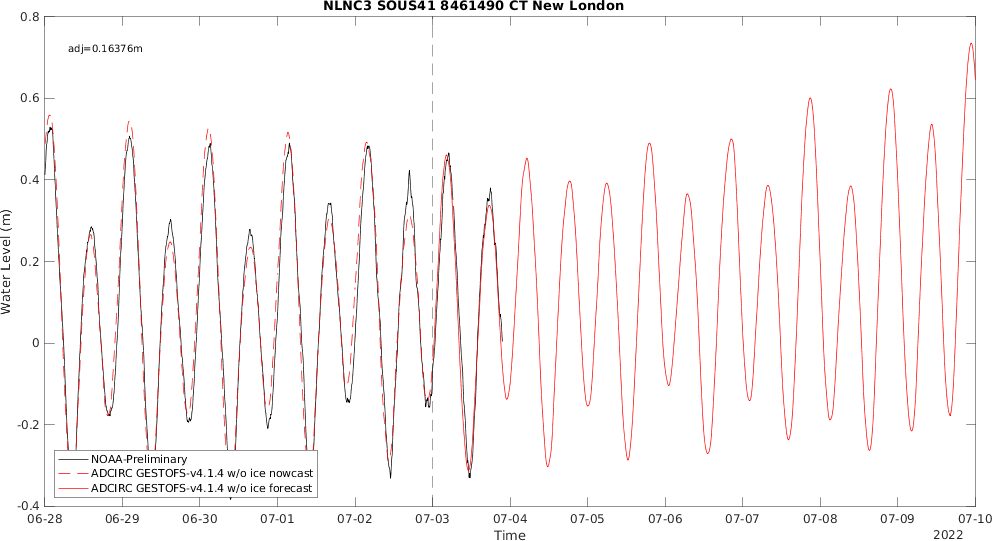 NLNC3 SOUS41 8461490 CT New London
adj=0.16376m
Water Level (m)
0.8
0.6
0.4
0.2
0
-0.2
-0.4
NOAA-Preliminary
ADCIRC GESTOFS-v4.1.4 w/o ice nowcast
ADCIRC GESTOFS-v4.1.4 w/o ice forecast
06-28 06-29 06-30 07-01 07-02 07-03 07-04 07-05 07-06 07-07 07-08 07-09 07-10
Time
2022